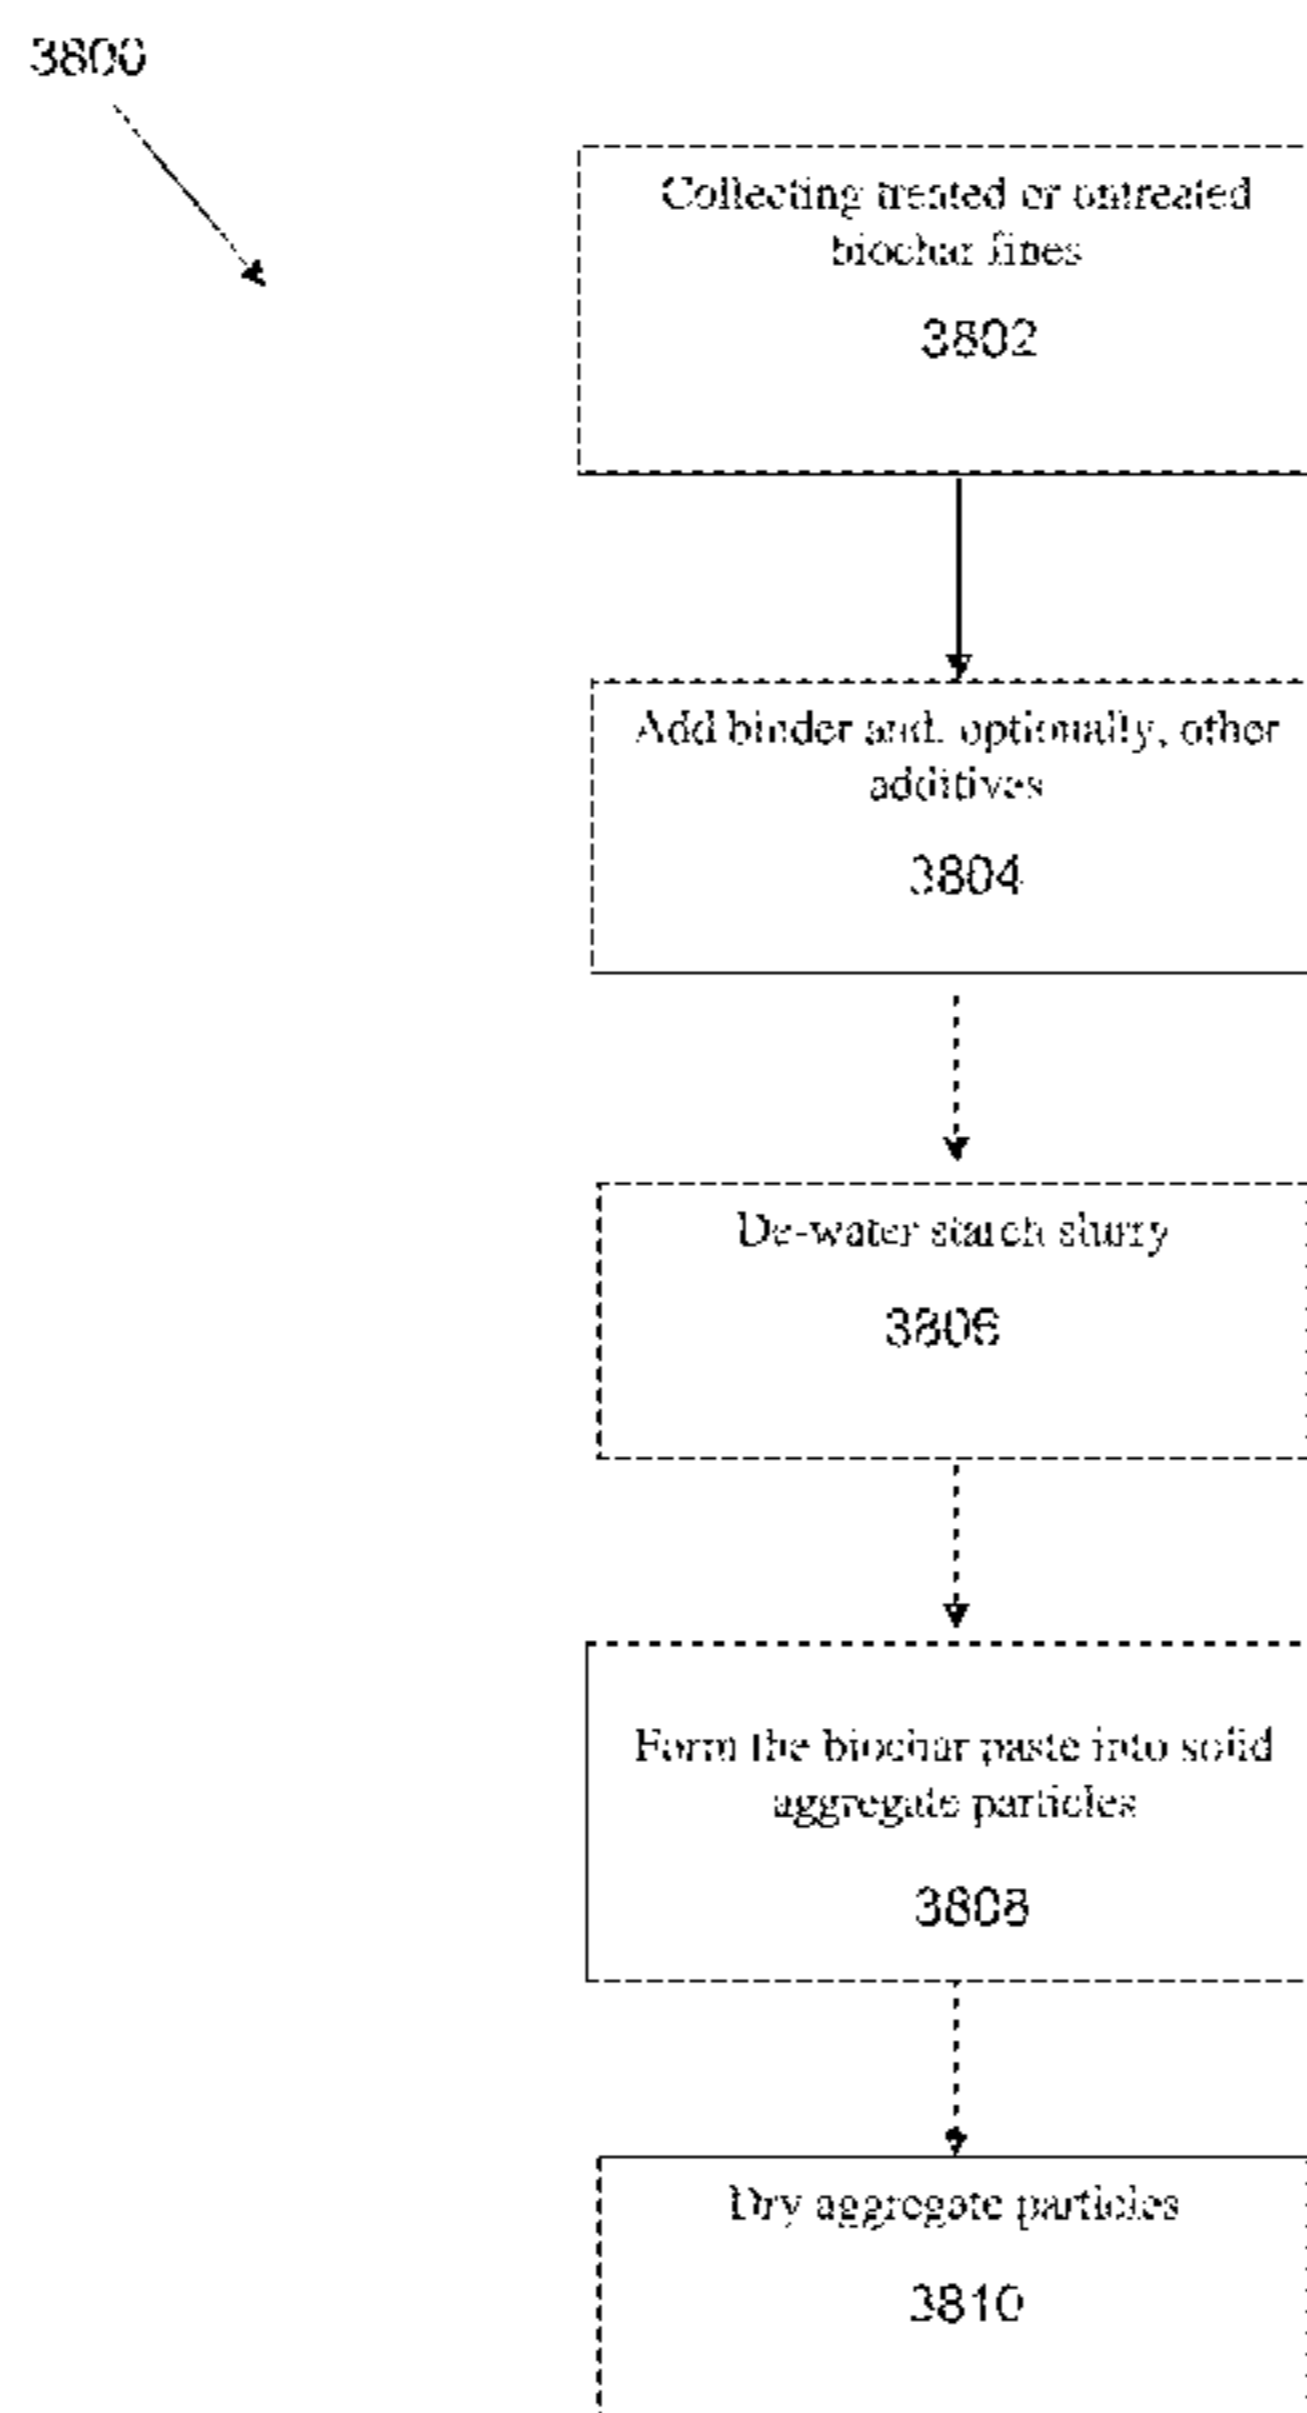 3800
Collecting treated or untreated
biochar fines
3802
Add binder and, optionally, other
additives
3804
De-water starch slurry
3806
Form the biochar paste into solid
aggregate particles
3808
Dry aggregate particles
3810